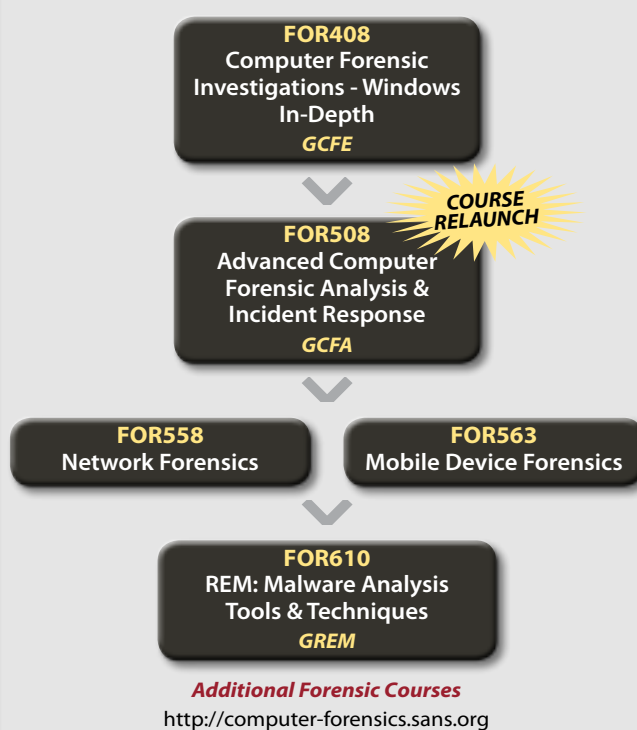 FOR408
Computer Forensic
Investigations - Windows
In-Depth
GCFE
COURSE
RELAUNCH
FOR508
Advanced Computer
Forensic Analysis &
Incident Response
GCFA
FOR558
Network Forensics
FOR563
Mobile Device Forensics
FOR610
REM: Malware Analysis
Tools & Techniques
GREM
Additional Forensic Courses
http://computer-forensics.sans.org